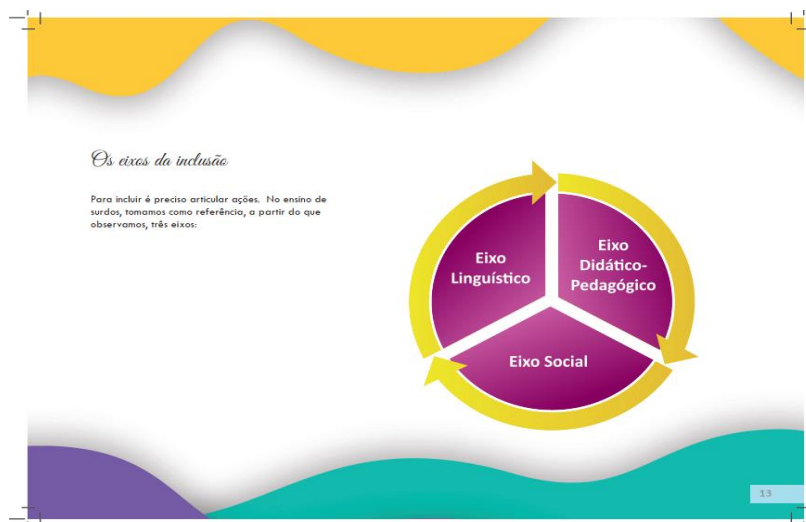 Os eixos da inclusão
Para incluir é preciso articular ações. No ensino de
surdos, tomamos como referência, a partir do que
observamos, três eixos:
Eixo
Linguístico
Eixo
Didático-
Pedagógico
Eixo Social
13